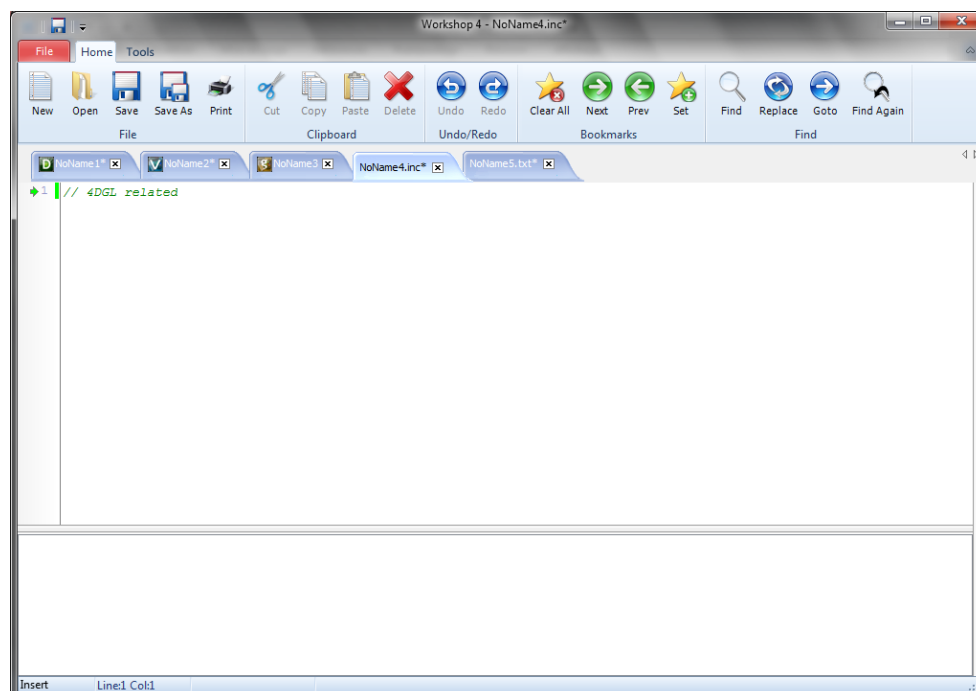 Workshop 4 - NoName4.inc*
File Home Tools
New Open Save Save As Print Cut Copy Paste Delete Undo Redo Clear All Next Prev Set Find Replace Goto Find Again
File Clipboard Undo/Redo Bookmarks Find
D NoName1* V NoName2* g NoName3 NoName4.inc* NoName5.txt*
1 // 4DGL related
Insert Line:1 Col:1